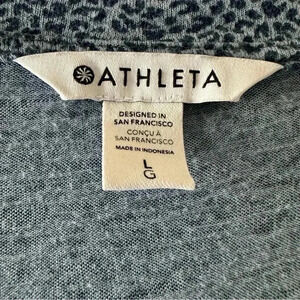 ATHLETA
DESIGNED IN
SAN FRANCISCO
CONÇU À
SAN FRANCISCO
MADE IN INDONESIA
L
G